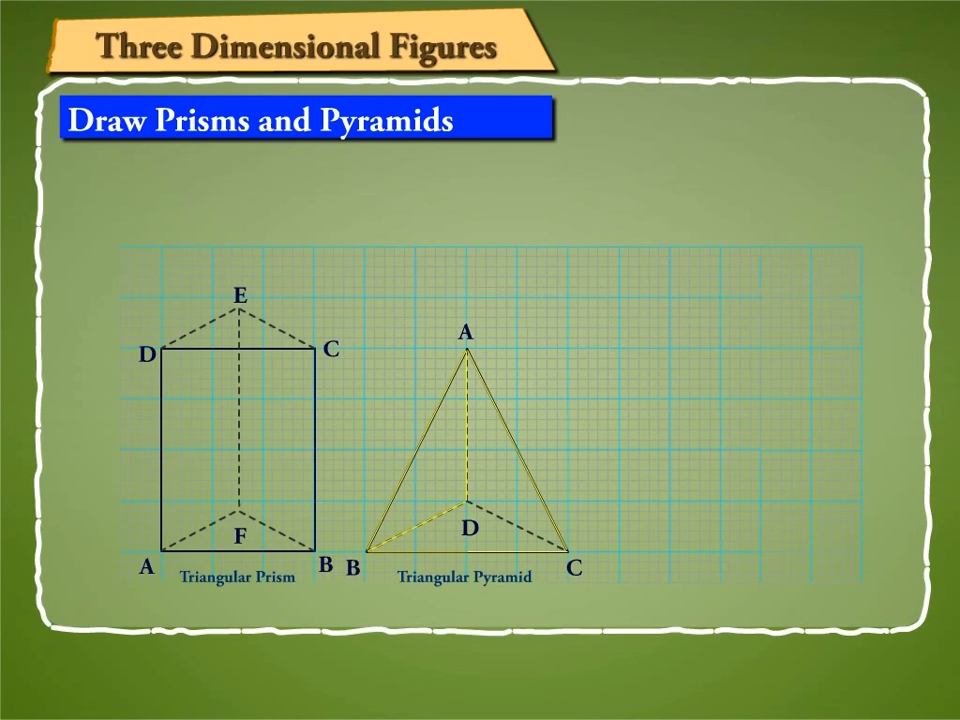 Three Dimensional Figures
Draw Prisms and Pyramids
E
D
C
A
F
D
A
B
B
C
Triangular Prism
Triangular Pyramid